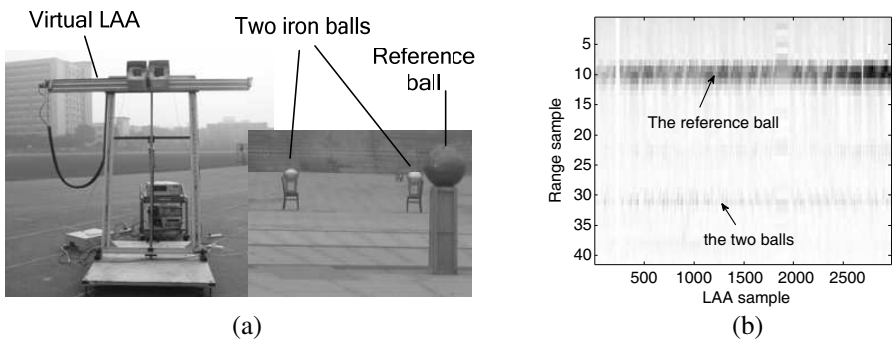 Virtual LAA
Two iron balls
Reference
ball
(a)
5
10
15
20
25
30
35
40
Range sample
The reference ball
the two balls
500
1000
1500
2000
2500
LAA sample
(b)